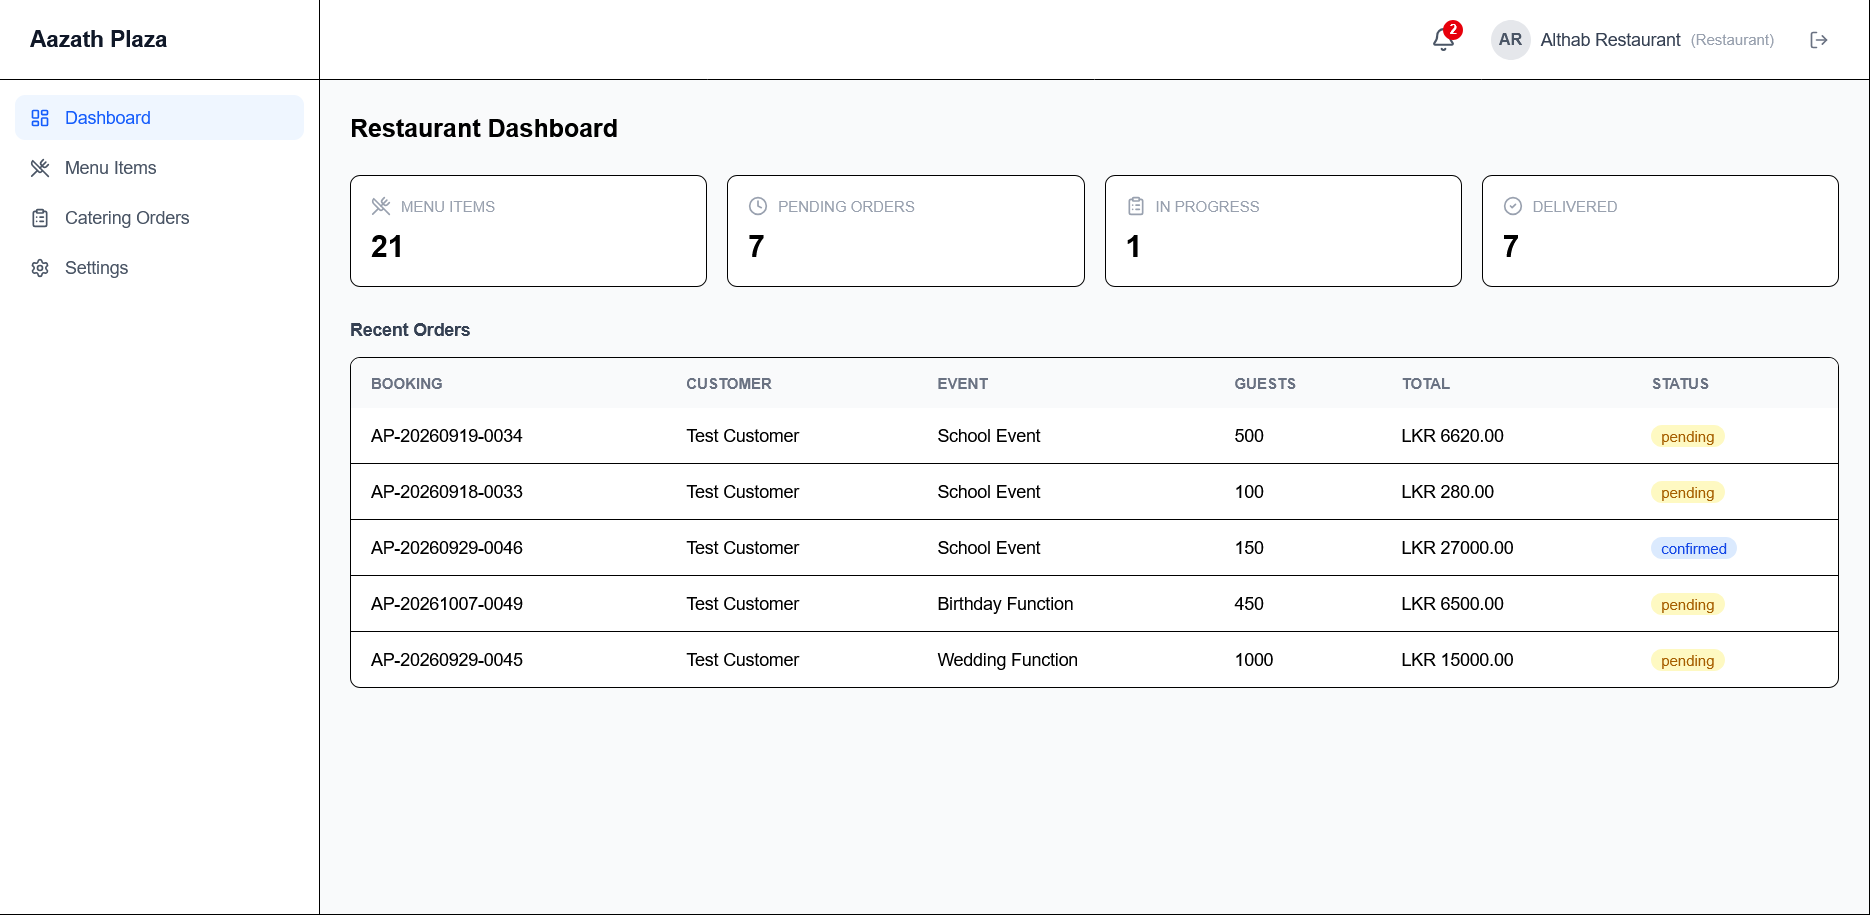 Aazath Plaza
2
AR Althab Restaurant (Restaurant)
Dashboard
Menu Items
Catering Orders
Settings
Restaurant Dashboard
MENU ITEMS
21
PENDING ORDERS
7
IN PROGRESS
1
DELIVERED
7
Recent Orders
BOOKING CUSTOMER EVENT GUESTS TOTAL STATUS
AP-20260919-0034 Test Customer School Event 500 LKR 6620.00 pending
AP-20260918-0033 Test Customer School Event 100 LKR 280.00 pending
AP-20260929-0046 Test Customer School Event 150 LKR 27000.00 confirmed
AP-20261007-0049 Test Customer Birthday Function 450 LKR 6500.00 pending
AP-20260929-0045 Test Customer Wedding Function 1000 LKR 15000.00 pending